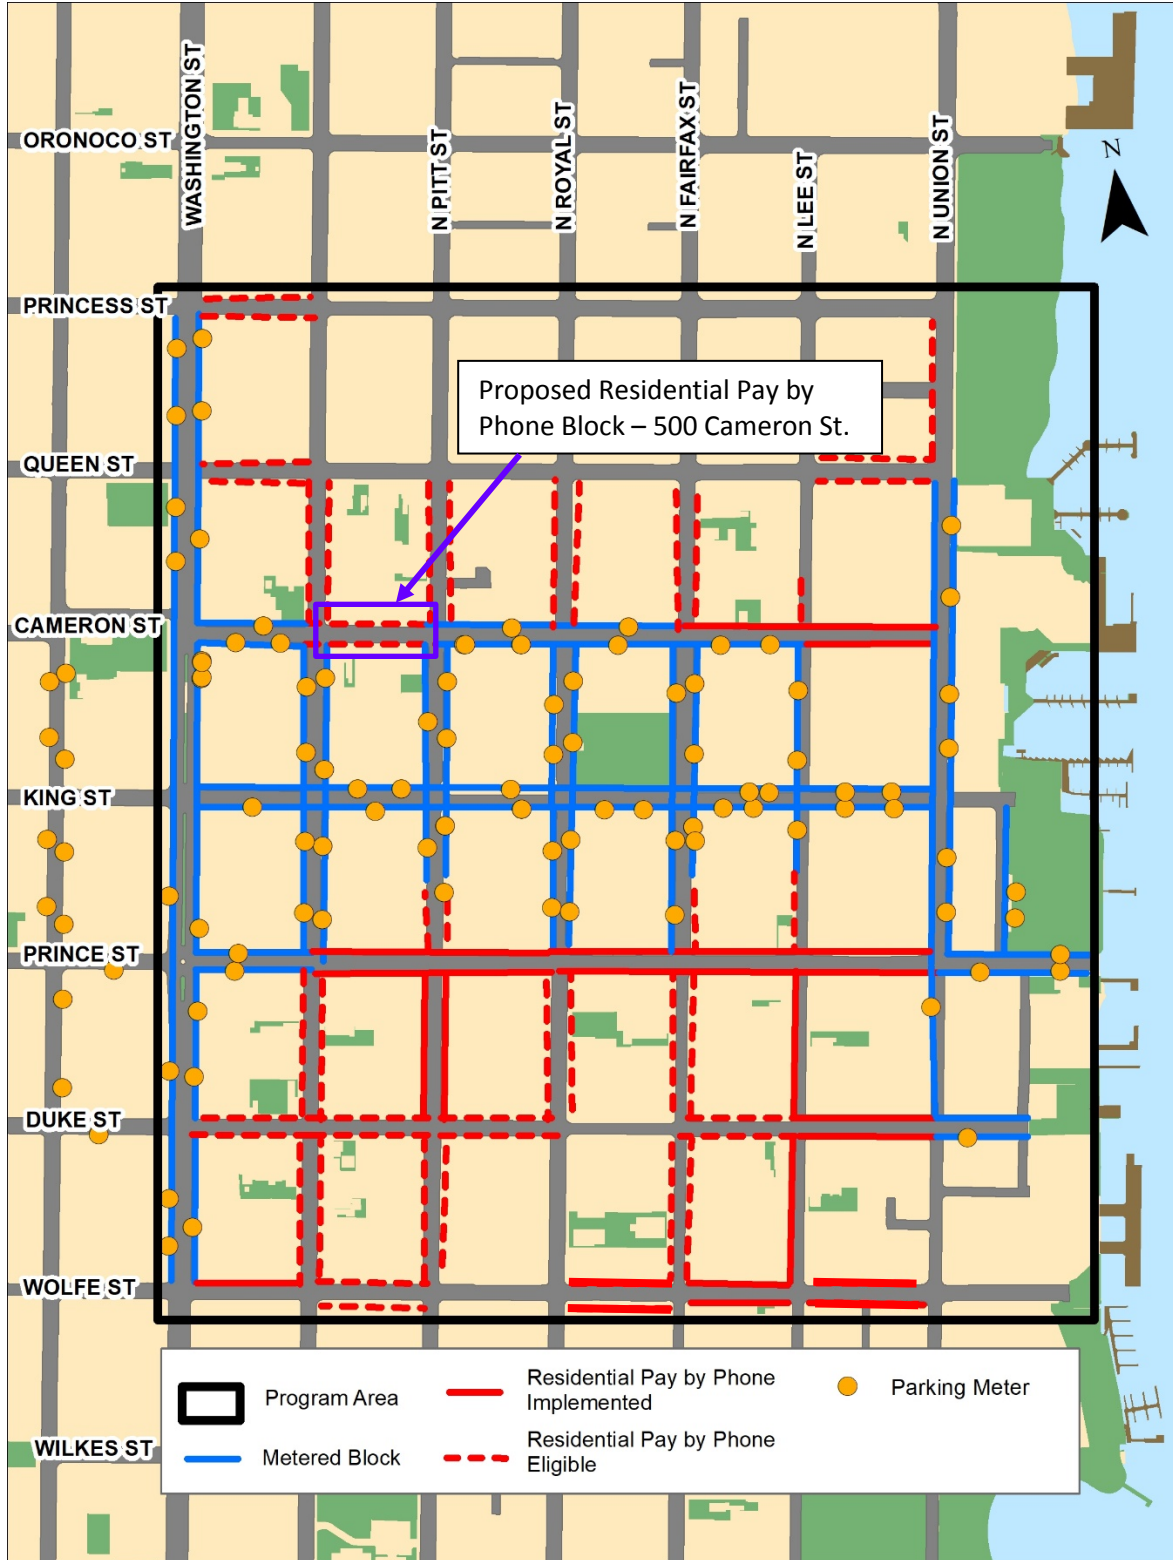 WASHINGTON ST
N PITT ST
N ROYAL ST
N FAIRFAX ST
N LEE ST
N UNION ST
N
ORONOCO ST
PRINCESS ST
Proposed Residential Pay by
Phone Block – 500 Cameron St.
QUEEN ST
CAMERON ST
KING ST
PRINCE ST
DUKE ST
WOLFE ST
Program Area
Residential Pay by Phone
Implemented
Parking Meter
Metered Block
Residential Pay by Phone
Eligible
WILKES ST